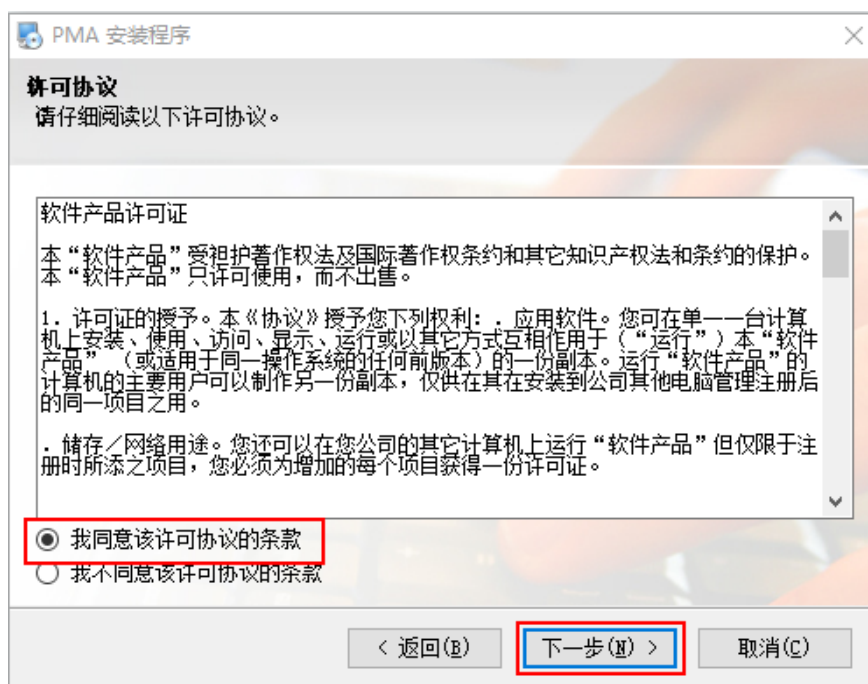 PMA 安装程序
许可协议
请仔细阅读以下许可协议。
软件产品许可证
本“软件产品”受袒护著作权法及国际著作权条约和其它知识产权法和条约的保护。
本“软件产品”只许可使用，而不出售。
1. 许可证的授予。本《协议》授予您下列权利：. 应用软件。您可在单一一台计算
机上安装、使用、访问、显示、运行或以其它方式互相作用于（“运行”）本“软件
产品” （或适用于同一操作系统的任何前版本）的一份副本。运行“软件产品”的
计算机的主要用户可以制作另一份副本，仅供在其在安装到公司其他电脑管理注册后
的同一项目之用。
. 储存／网络用途。您还可以在您公司的其它计算机上运行“软件产品”但仅限于注
册时所添之项目，您必须为增加的每个项目获得一份许可证。
我同意该许可协议的条款
我不同意该许可协议的条款
< 返回(B)
下一步(N) >
取消(C)